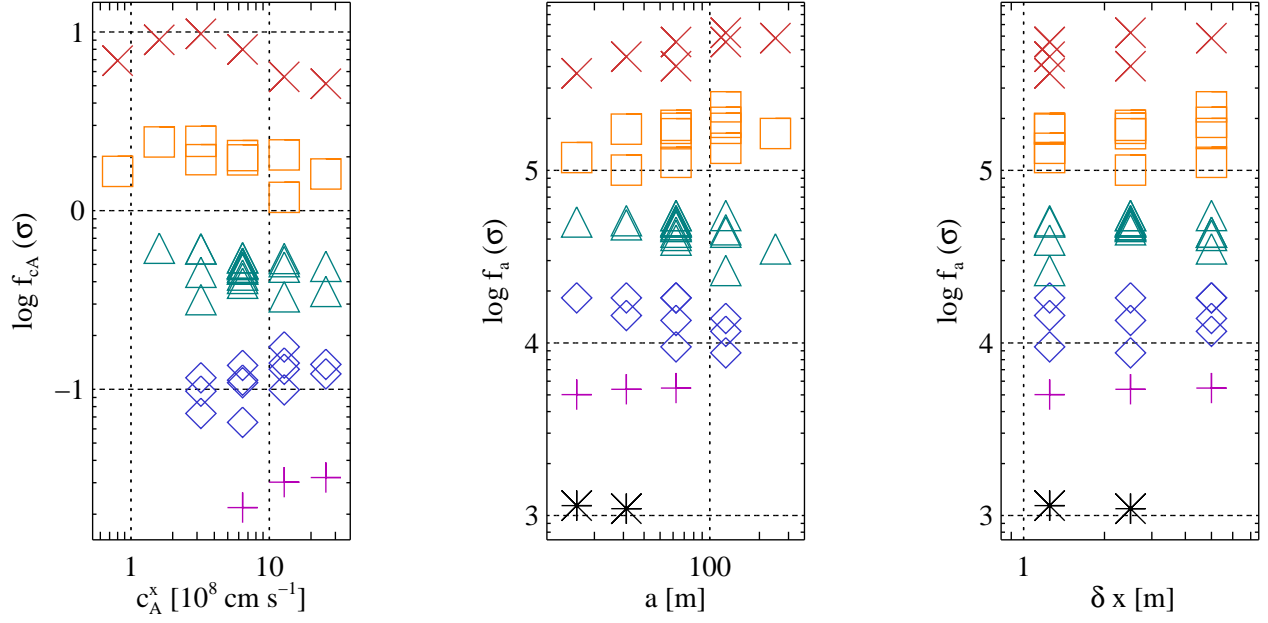 log f_cA (σ)
1
0
−1
1
10
c_A^x [10^8 cm s^−1]
log f_a (σ)
5
4
3
100
a [m]
log f_a (σ)
5
4
3
1
δ x [m]